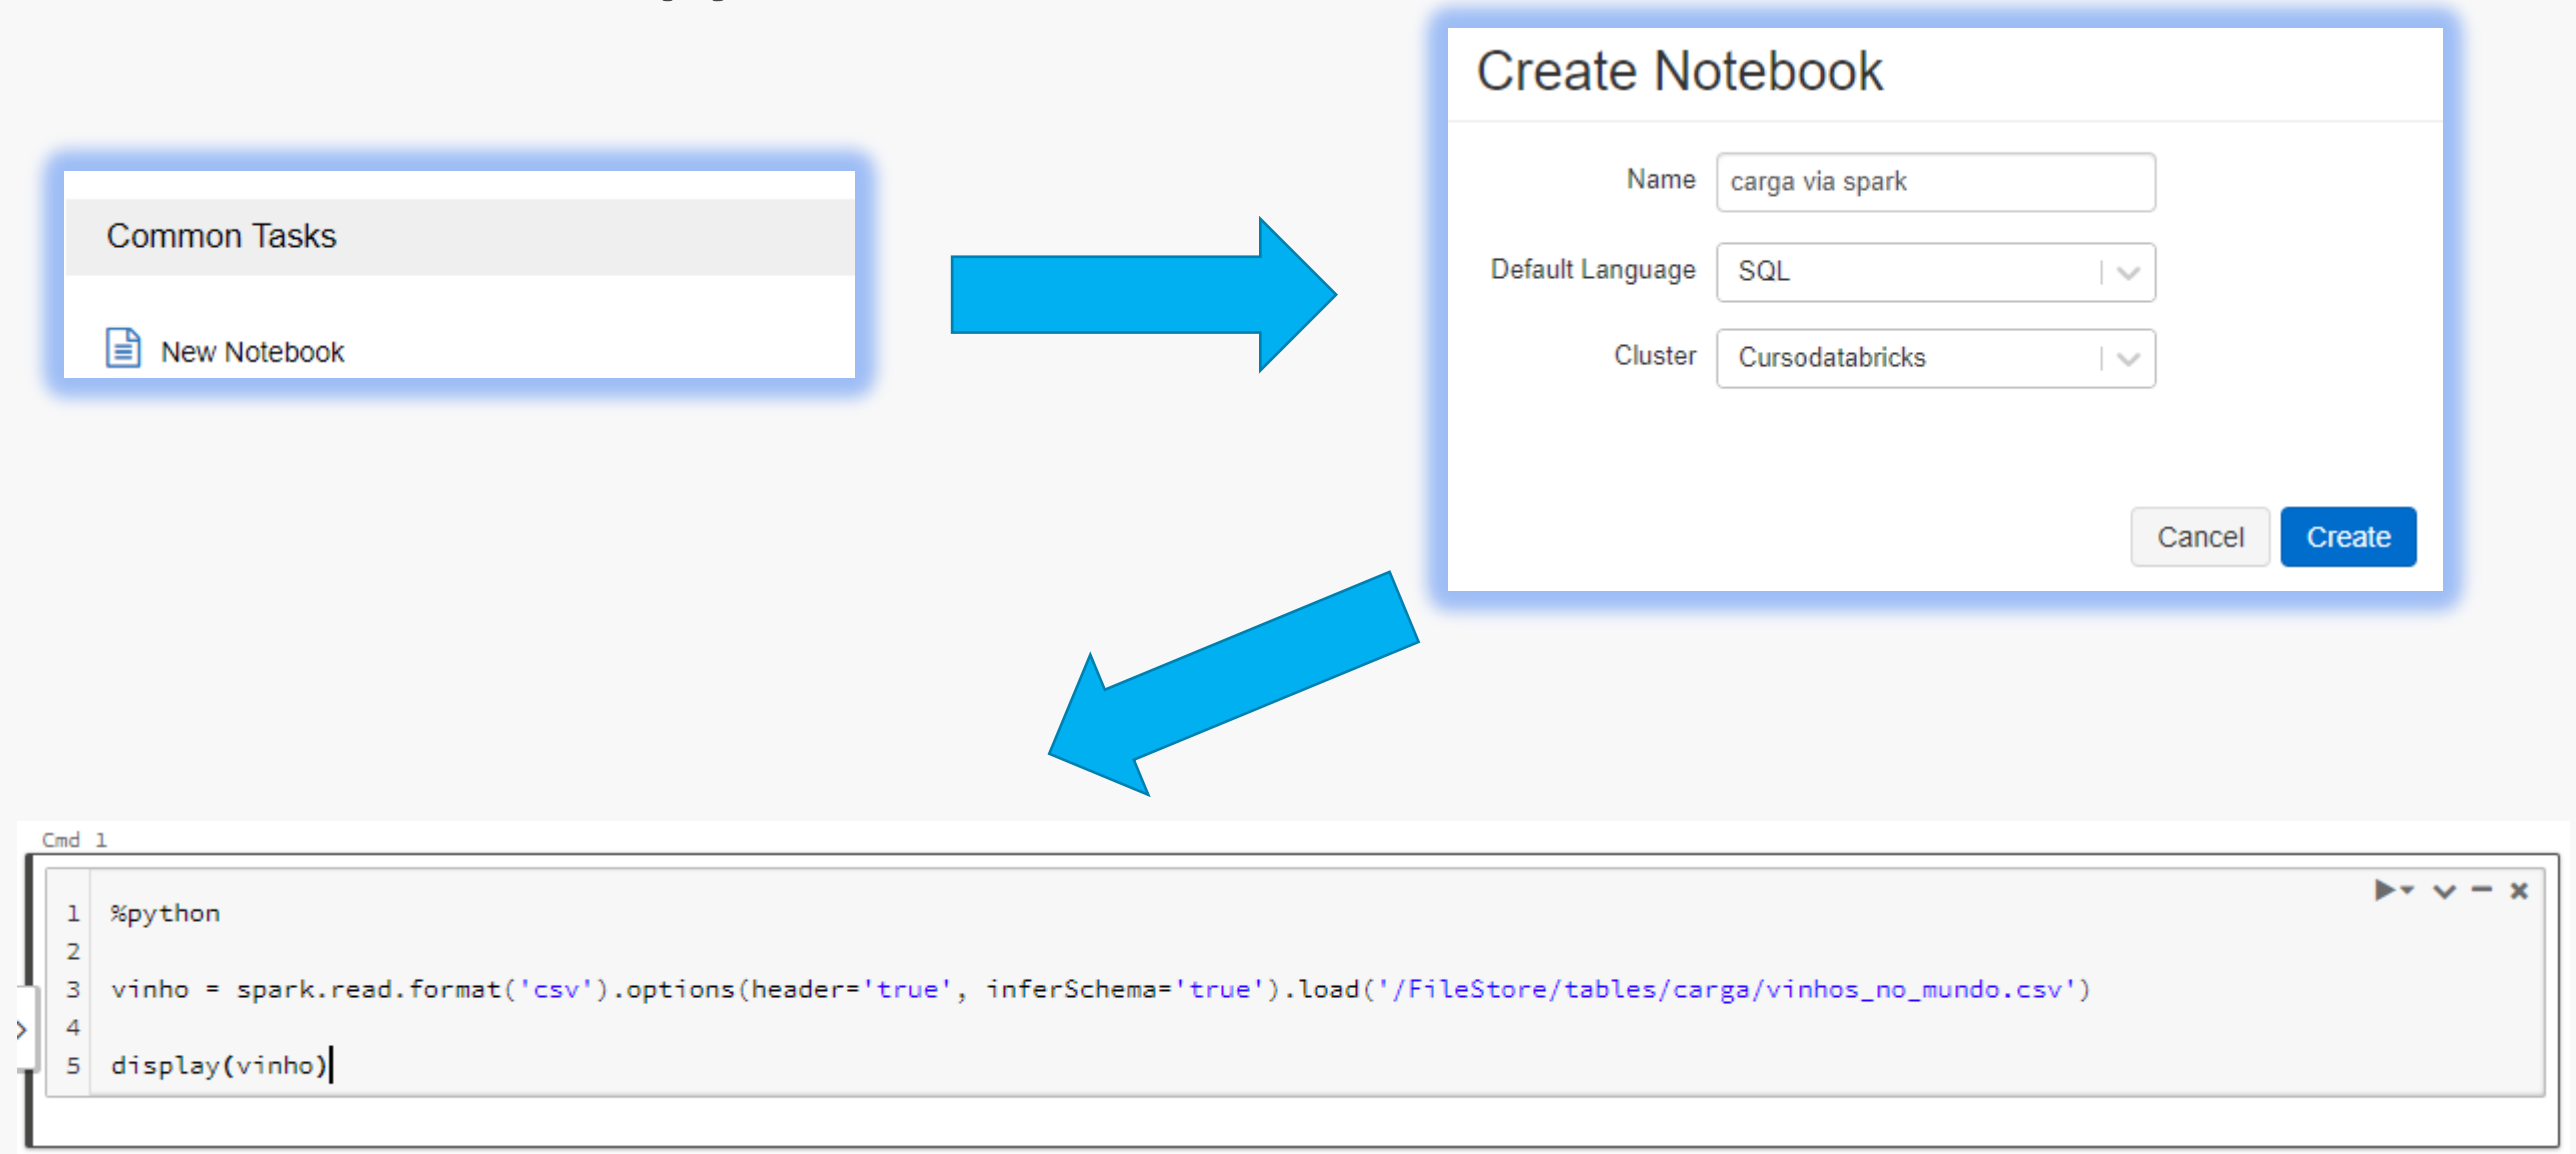 Common Tasks
New Notebook
Create Notebook
Name carga via spark
Default Language SQL
Cluster Cursodatabricks
Cancel Create
Cmd 1
1 %python
2
3 vinho = spark.read.format('csv').options(header='true', inferSchema='true').load('/FileStore/tables/carga/vinhos_no_mundo.csv')
4
5 display(vinho)